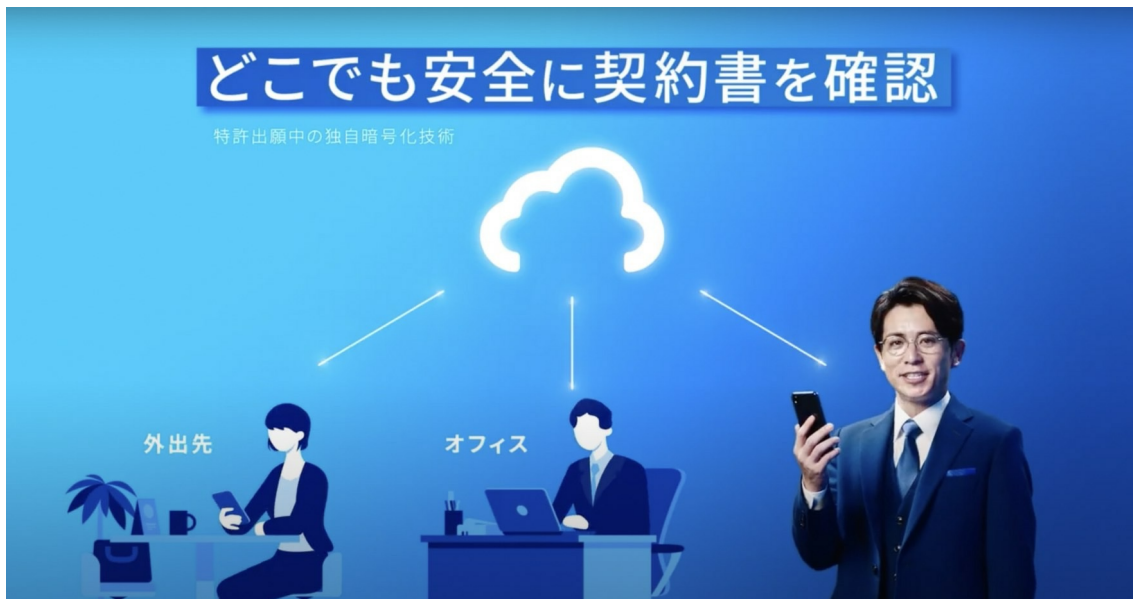 どこでも安全に契約書を確認
特許出願中の独自暗号化技術
外出先
オフィス